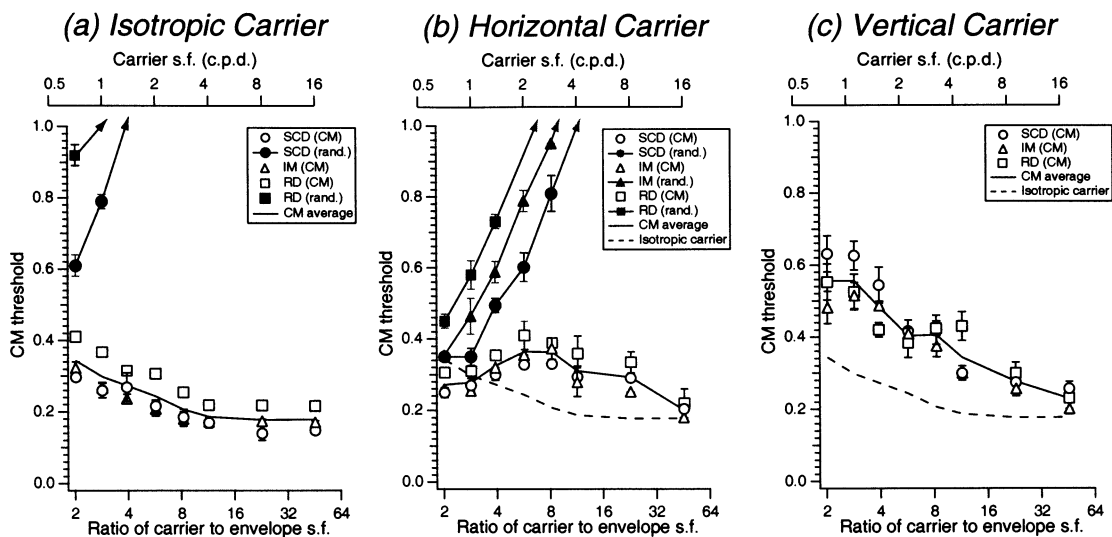 (a) Isotropic Carrier
Carrier s.f. (c.p.d.)
0.5 1 2 4 8 16
1.0
0.8
0.6
0.4
0.2
0.0
CM threshold
SCD (CM)
SCD (rand.)
IM (CM)
RD (CM)
RD (rand.)
CM average
2 4 8 16 32 64
Ratio of carrier to envelope s.f.
(b) Horizontal Carrier
Carrier s.f. (c.p.d.)
0.5 1 2 4 8 16
1.0
0.8
0.6
0.4
0.2
0.0
CM threshold
SCD (CM)
SCD (rand.)
IM (CM)
IM (rand.)
RD (CM)
RD (rand.)
CM average
Isotropic carrier
2 4 8 16 32 64
Ratio of carrier to envelope s.f.
(c) Vertical Carrier
Carrier s.f. (c.p.d.)
0.5 1 2 4 8 16
1.0
0.8
0.6
0.4
0.2
0.0
CM threshold
SCD (CM)
IM (CM)
RD (CM)
CM average
Isotropic carrier
2 4 8 16 32 64
Ratio of carrier to envelope s.f.